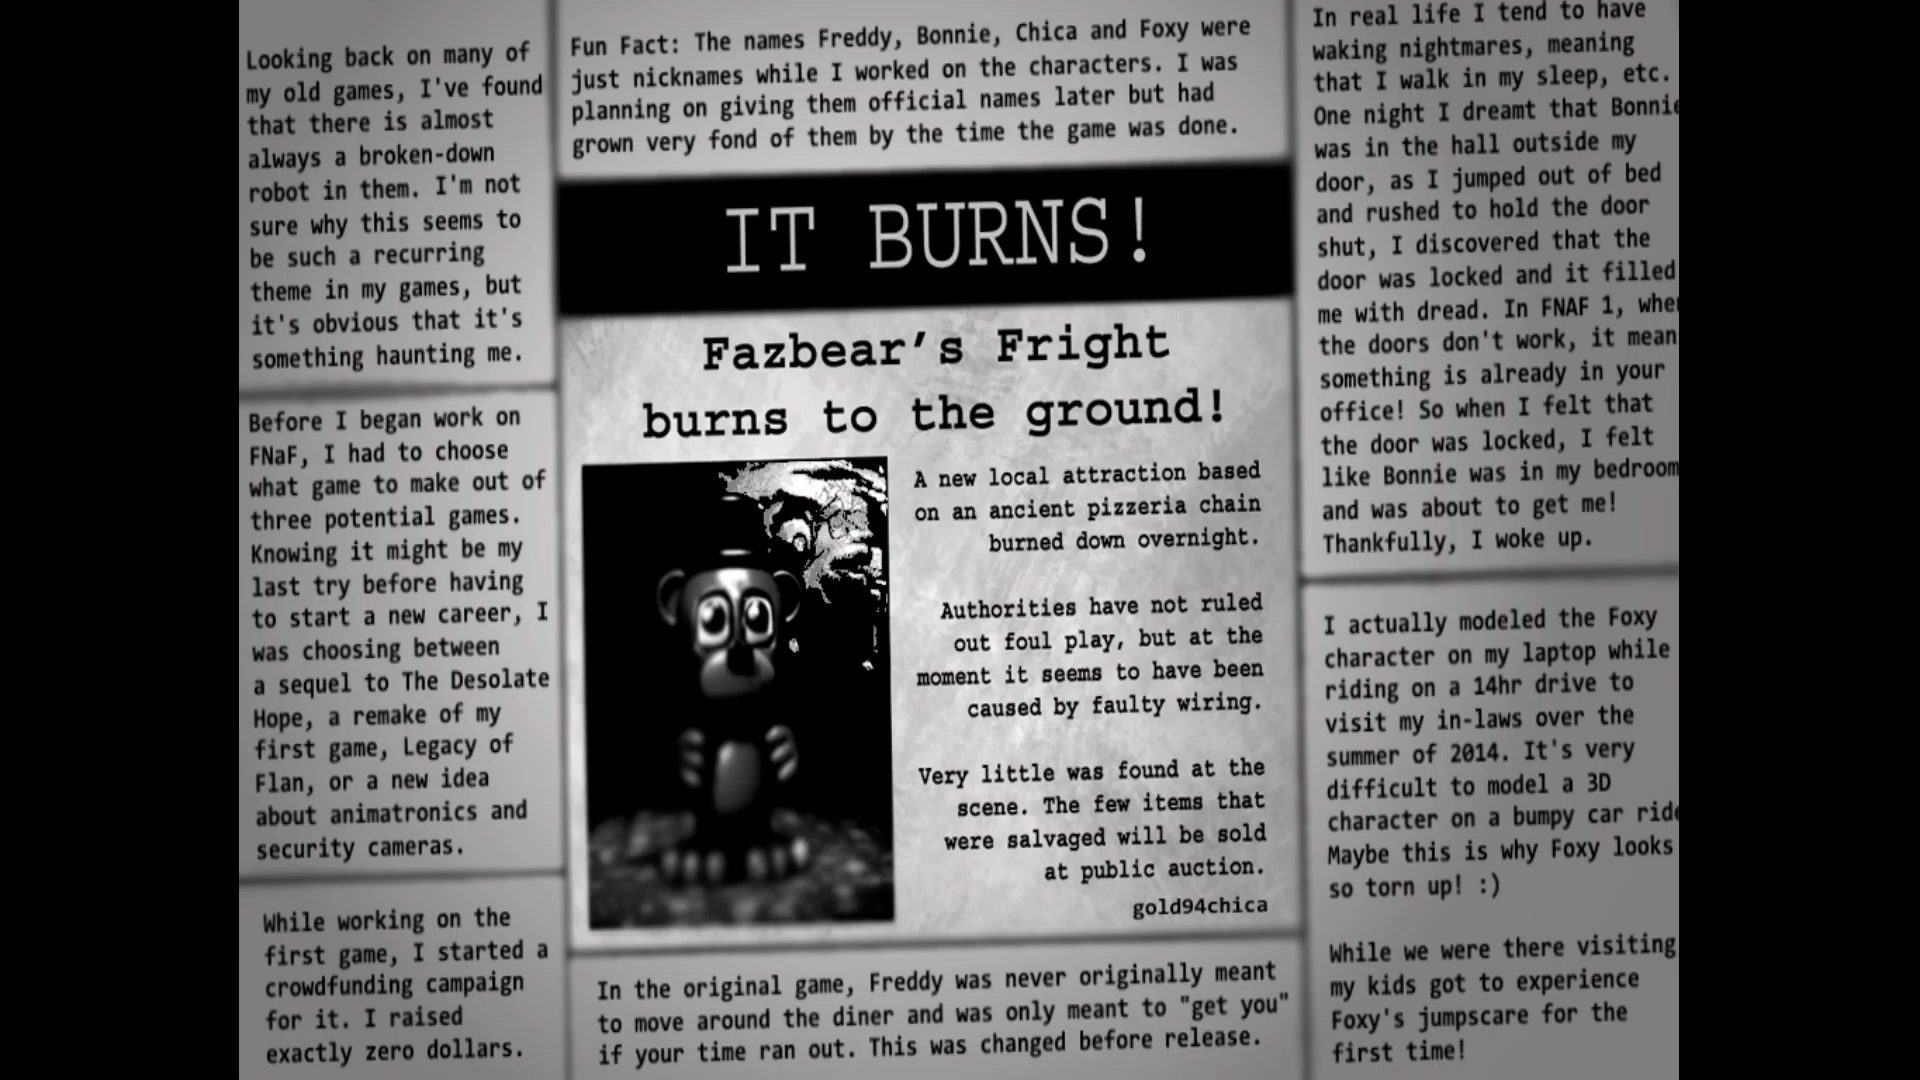 Looking back on many of
my old games, I've found
that there is almost
always a broken-down
robot in them. I'm not
sure why this seems to
be such a recurring
theme in my games, but
it's obvious that it's
something haunting me.
Before I began work on
FNaF, I had to choose
what game to make out of
three potential games.
Knowing it might be my
last try before having
to start a new career, I
was choosing between
a sequel to The Desolate
Hope, a remake of my
first game, Legacy of
Flan, or a new idea
about animatronics and
security cameras.
While working on the
first game, I started a
crowdfunding campaign
for it. I raised
exactly zero dollars.
Fun Fact: The names Freddy, Bonnie, Chica and Foxy were
just nicknames while I worked on the characters. I was
planning on giving them official names later but had
grown very fond of them by the time the game was done.
IT BURNS!
Fazbear's Fright
burns to the ground!
A new local attraction based
on an ancient pizzeria chain
burned down overnight.
Authorities have not ruled
out foul play, but at the
moment it seems to have been
caused by faulty wiring.
Very little was found at the
scene. The few items that
were salvaged will be sold
at public auction.
gold94chica
In the original game, Freddy was never originally meant
to move around the diner and was only meant to "get you"
if your time ran out. This was changed before release.
In real life I tend to have
waking nightmares, meaning
that I walk in my sleep, etc.
One night I dreamt that Bonnie
was in the hall outside my
door, as I jumped out of bed
and rushed to hold the door
shut, I discovered that the
door was locked and it filled
me with dread. In FNAF 1, when
the doors don't work, it mean
something is already in your
office! So when I felt that
the door was locked, I felt
like Bonnie was in my bedroom
and was about to get me!
Thankfully, I woke up.
I actually modeled the Foxy
character on my laptop while
riding on a 14hr drive to
visit my in-laws over the
summer of 2014. It's very
difficult to model a 3D
character on a bumpy car ride
Maybe this is why Foxy looks
so torn up! :)
While we were there visiting
my kids got to experience
Foxy's jumpscare for the
first time!